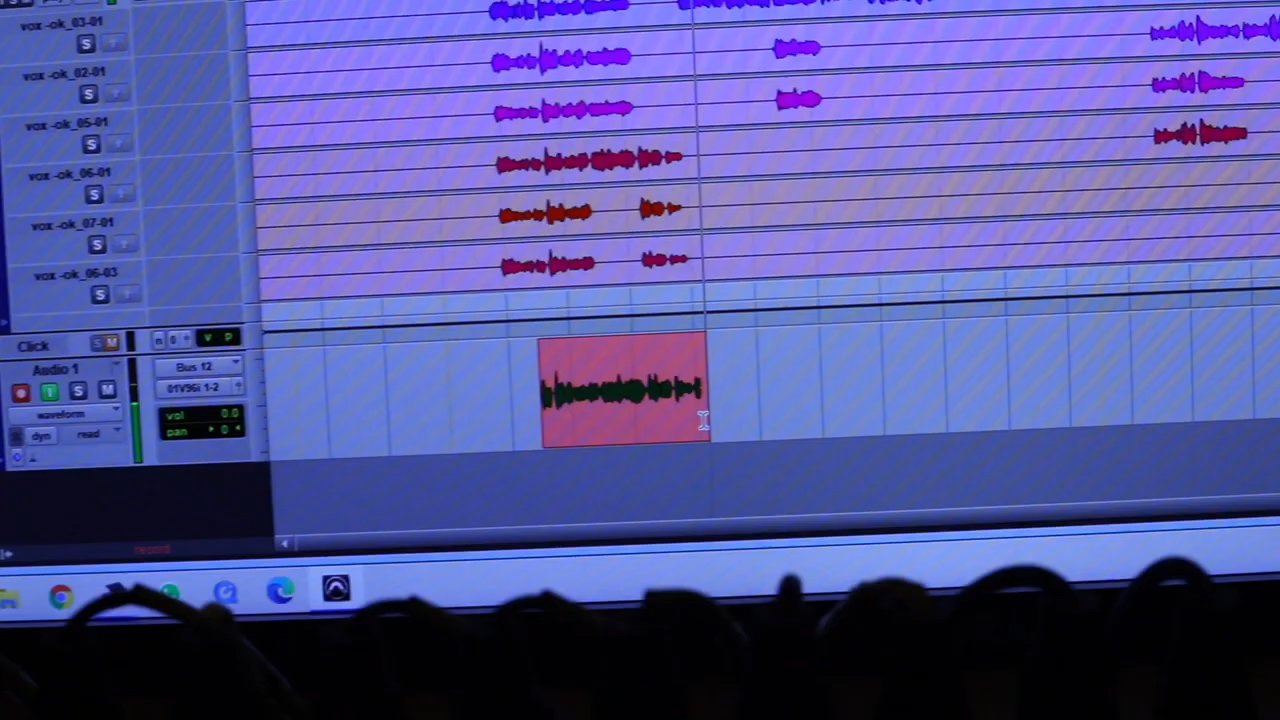 vox -ok_03-01
S
vox -ok_02-01
S
vox -ok_05-01
S
vox -ok_06-01
S
vox -ok_07-01
S
vox -ok_06-03
S
Click S M n 0 v p
Audio 1 Bus 12
I S M 01V96i 1-2
waveform vol 0.0
dyn read pan 0
record